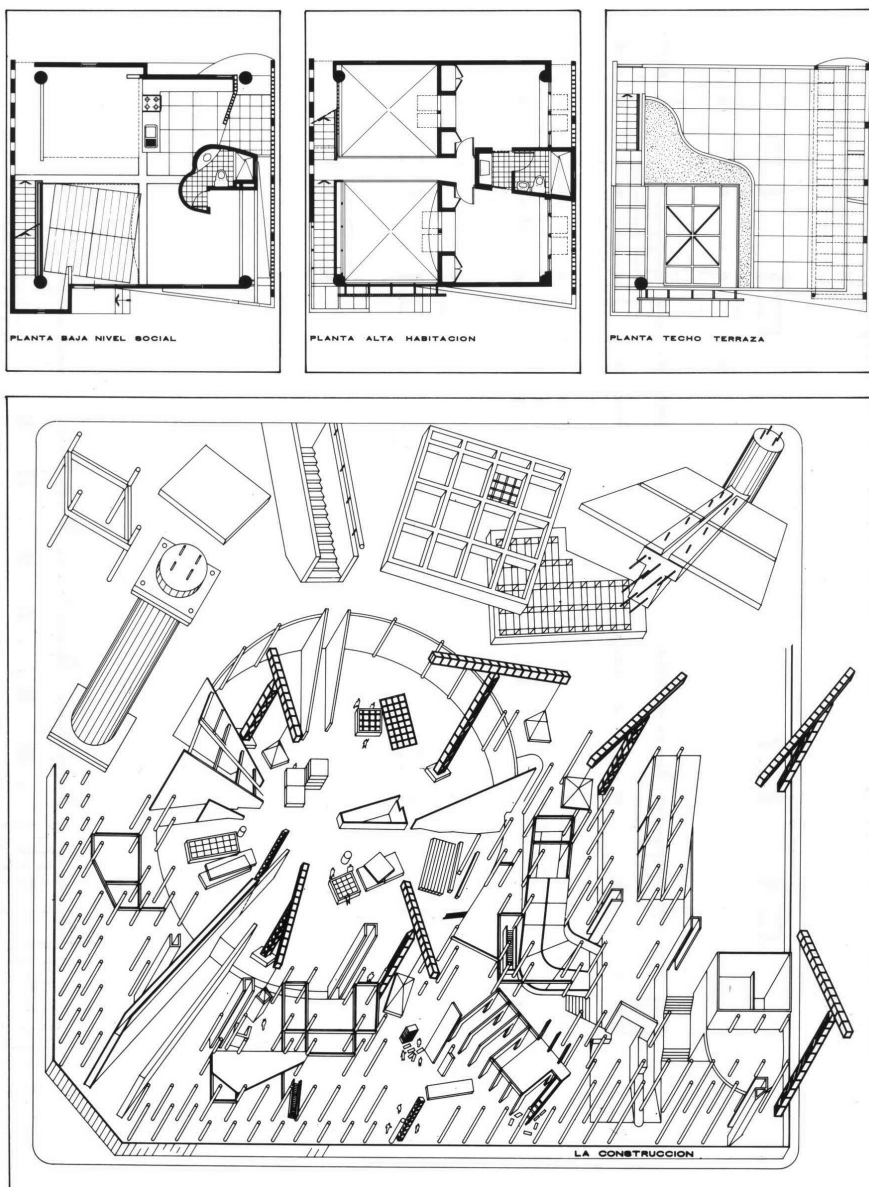 PLANTA BAJA NIVEL SOCIAL
PLANTA ALTA HABITACION
PLANTA TECHO TERRAZA
LA CONSTRUCCION